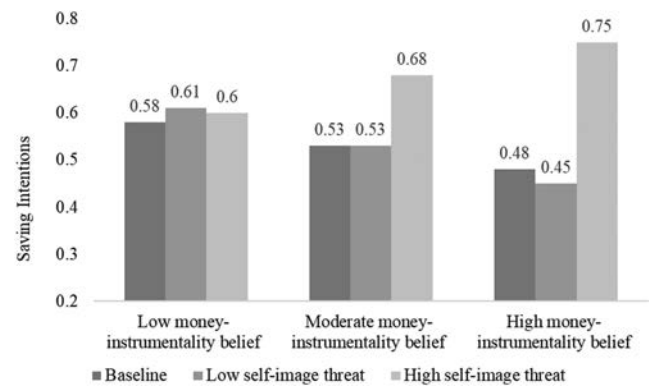 0.8
0.7
0.6
0.5
0.4
0.3
0.2
Saving Intentions
0.58
0.61
0.6
0.53
0.53
0.68
0.48
0.45
0.75
Low money-
instrumentality belief
Moderate money-
instrumentality belief
High money-
instrumentality belief
Baseline
Low self-image threat
High self-image threat